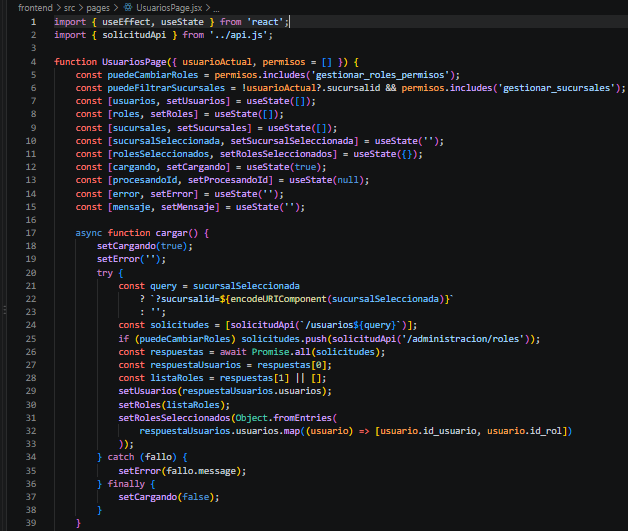 frontend > src > pages > UsuariosPage.jsx > ...
1 import { useEffect, useState } from 'react';
2 import { solicitudApi } from '../api.js';
3
4 function UsuariosPage({ usuarioActual, permisos = [] }) {
5     const puedeCambiarRoles = permisos.includes('gestionar_roles_permisos');
6     const puedeFiltrarSucursales = !usuarioActual?.sucursalid && permisos.includes('gestionar_sucursales');
7     const [usuarios, setUsuarios] = useState([]);
8     const [roles, setRoles] = useState([]);
9     const [sucursales, setSucursales] = useState([]);
10     const [sucursalSeleccionada, setSucursalSeleccionada] = useState('');
11     const [rolesSeleccionados, setRolesSeleccionados] = useState({});
12     const [cargando, setCargando] = useState(true);
13     const [procesandoId, setProcesandoId] = useState(null);
14     const [error, setError] = useState('');
15     const [mensaje, setMensaje] = useState('');
16
17     async function cargar() {
18         setCargando(true);
19         setError('');
20         try {
21             const query = sucursalSeleccionada
22                 ? `?sucursalid=${encodeURIComponent(sucursalSeleccionada)}`
23                 : '';
24             const solicitudes = [solicitudApi(`/usuarios${query}`)];
25             if (puedeCambiarRoles) solicitudes.push(solicitudApi('/administracion/roles'));
26             const respuestas = await Promise.all(solicitudes);
27             const respuestaUsuarios = respuestas[0];
28             const listaRoles = respuestas[1] || [];
29             setUsuarios(respuestaUsuarios.usuarios);
30             setRoles(listaRoles);
31             setRolesSeleccionados(Object.fromEntries(
32                 respuestaUsuarios.usuarios.map((usuario) => [usuario.id_usuario, usuario.id_rol])
33             ));
34         } catch (fallo) {
35             setError(fallo.message);
36         } finally {
37             setCargando(false);
38         }
39     }